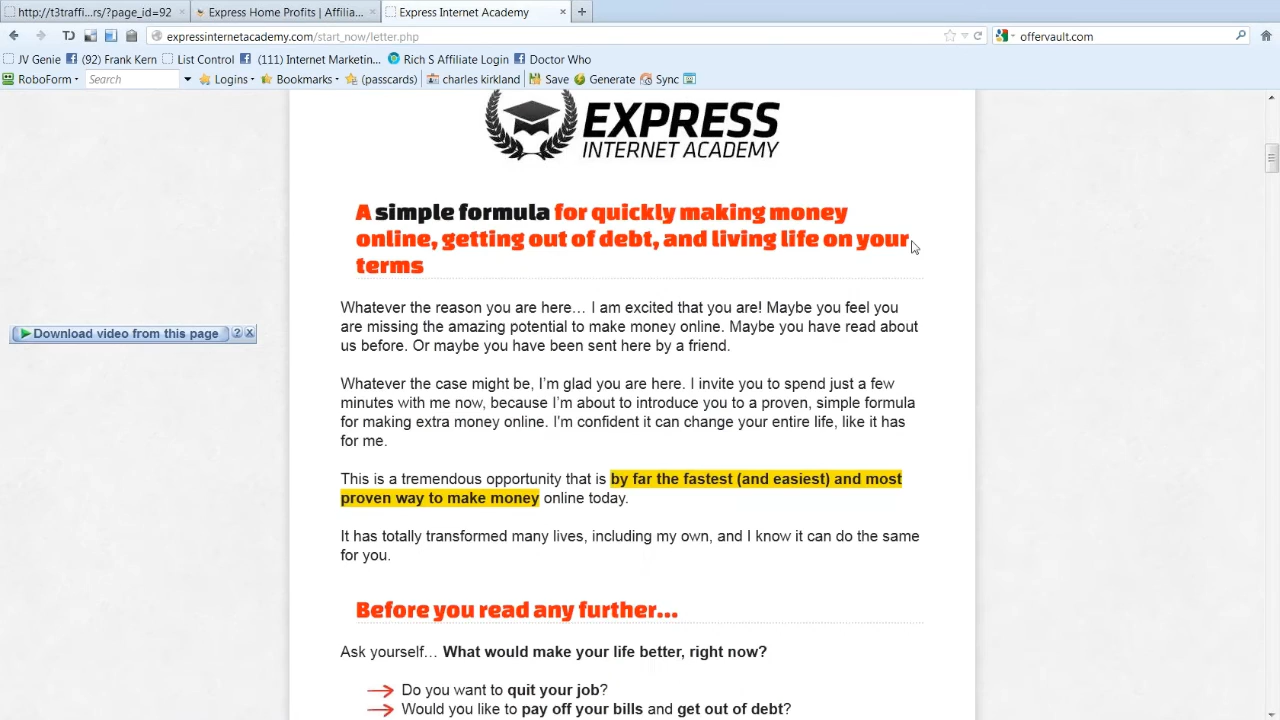 http://t3traffi...rs/?page_id=92 × Express Home Profits | Affilia... × Express Internet Academy × +
expressinternetacademy.com/start_now/letter.php offervault.com
JV Genie (92) Frank Kern List Control (111) Internet Marketin... Rich S Affiliate Login Doctor Who
RoboForm Search Logins Bookmarks (passcards) charles kirkland Save Generate Sync
EXPRESS
INTERNET ACADEMY
A simple formula for quickly making money
online, getting out of debt, and living life on your
terms
Download video from this page ? X
Whatever the reason you are here… I am excited that you are! Maybe you feel you
are missing the amazing potential to make money online. Maybe you have read about
us before. Or maybe you have been sent here by a friend.
Whatever the case might be, I'm glad you are here. I invite you to spend just a few
minutes with me now, because I'm about to introduce you to a proven, simple formula
for making extra money online. I'm confident it can change your entire life, like it has
for me.
This is a tremendous opportunity that is by far the fastest (and easiest) and most
proven way to make money online today.
It has totally transformed many lives, including my own, and I know it can do the same
for you.
Before you read any further...
Ask yourself… What would make your life better, right now?
Do you want to quit your job?
Would you like to pay off your bills and get out of debt?